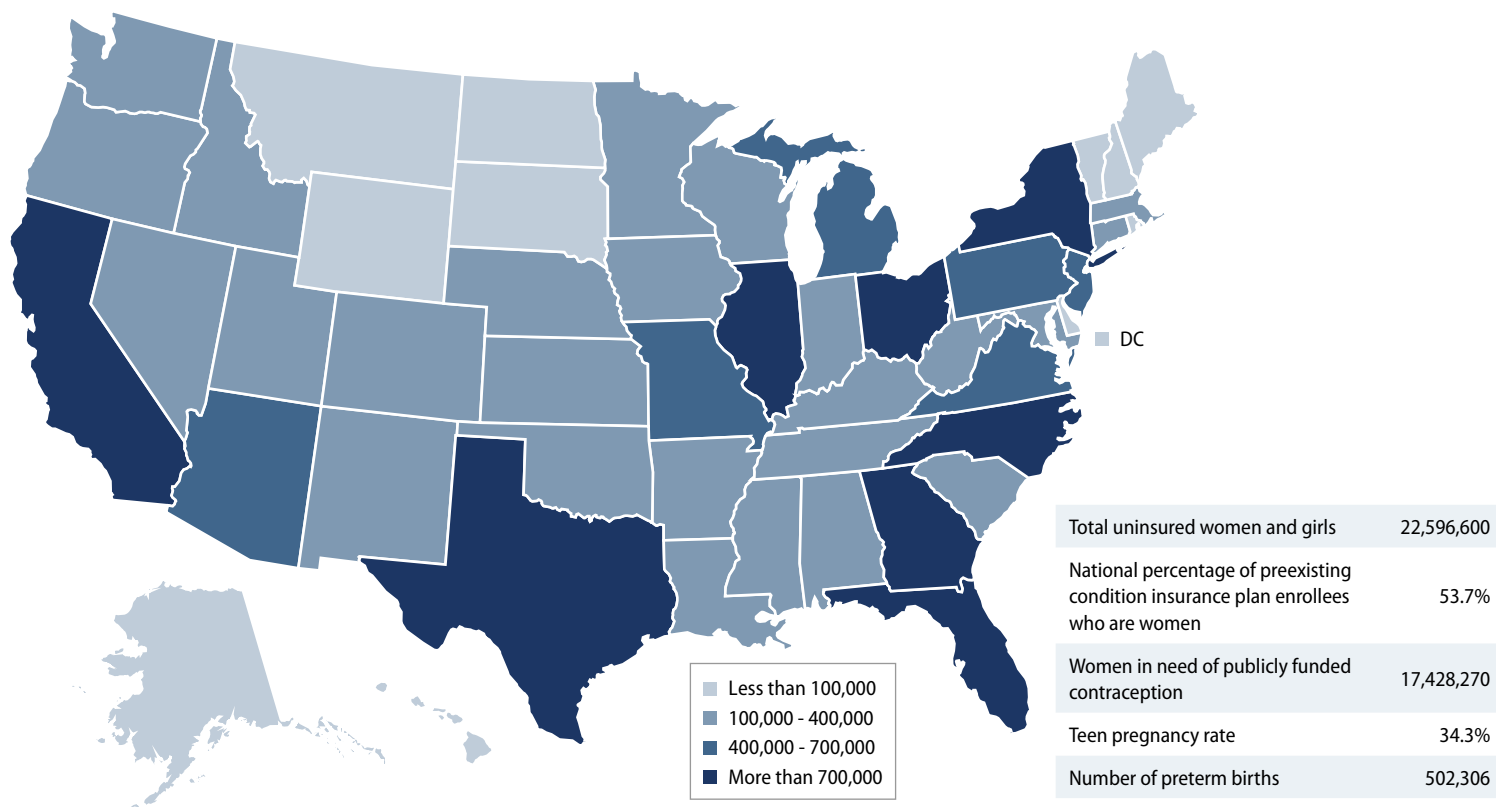 DC
Less than 100,000
100,000 - 400,000
400,000 - 700,000
More than 700,000
Total uninsured women and girls 22,596,600
National percentage of preexisting
condition insurance plan enrollees 53.7%
who are women
Women in need of publicly funded
contraception 17,428,270
Teen pregnancy rate 34.3%
Number of preterm births 502,306